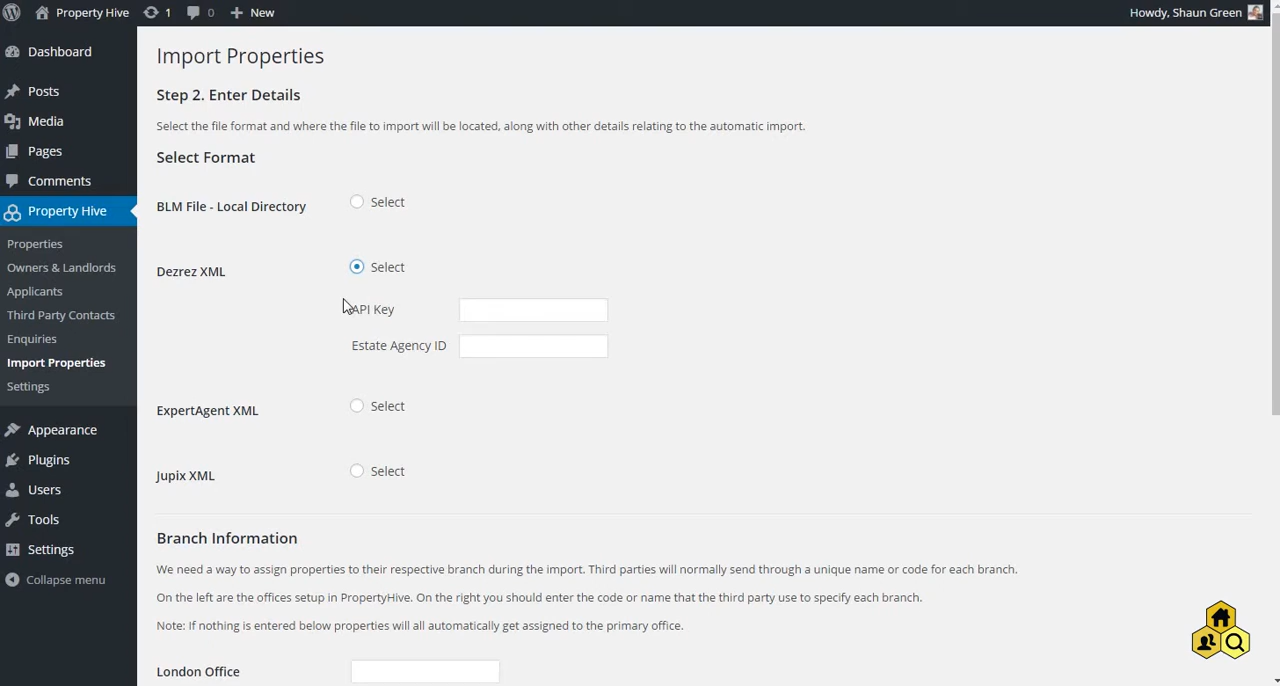 Property Hive 1 0 New Howdy, Shaun Green
Dashboard
Posts
Media
Pages
Comments
Property Hive
Properties
Owners & Landlords
Applicants
Third Party Contacts
Enquiries
Import Properties
Settings
Appearance
Plugins
Users
Tools
Settings
Collapse menu
Import Properties
Step 2. Enter Details
Select the file format and where the file to import will be located, along with other details relating to the automatic import.
Select Format
BLM File - Local Directory Select
Dezrez XML Select
API Key
Estate Agency ID
ExpertAgent XML Select
Jupix XML Select
Branch Information
We need a way to assign properties to their respective branch during the import. Third parties will normally send through a unique name or code for each branch.
On the left are the offices setup in PropertyHive. On the right you should enter the code or name that the third party use to specify each branch.
Note: If nothing is entered below properties will all automatically get assigned to the primary office.
London Office